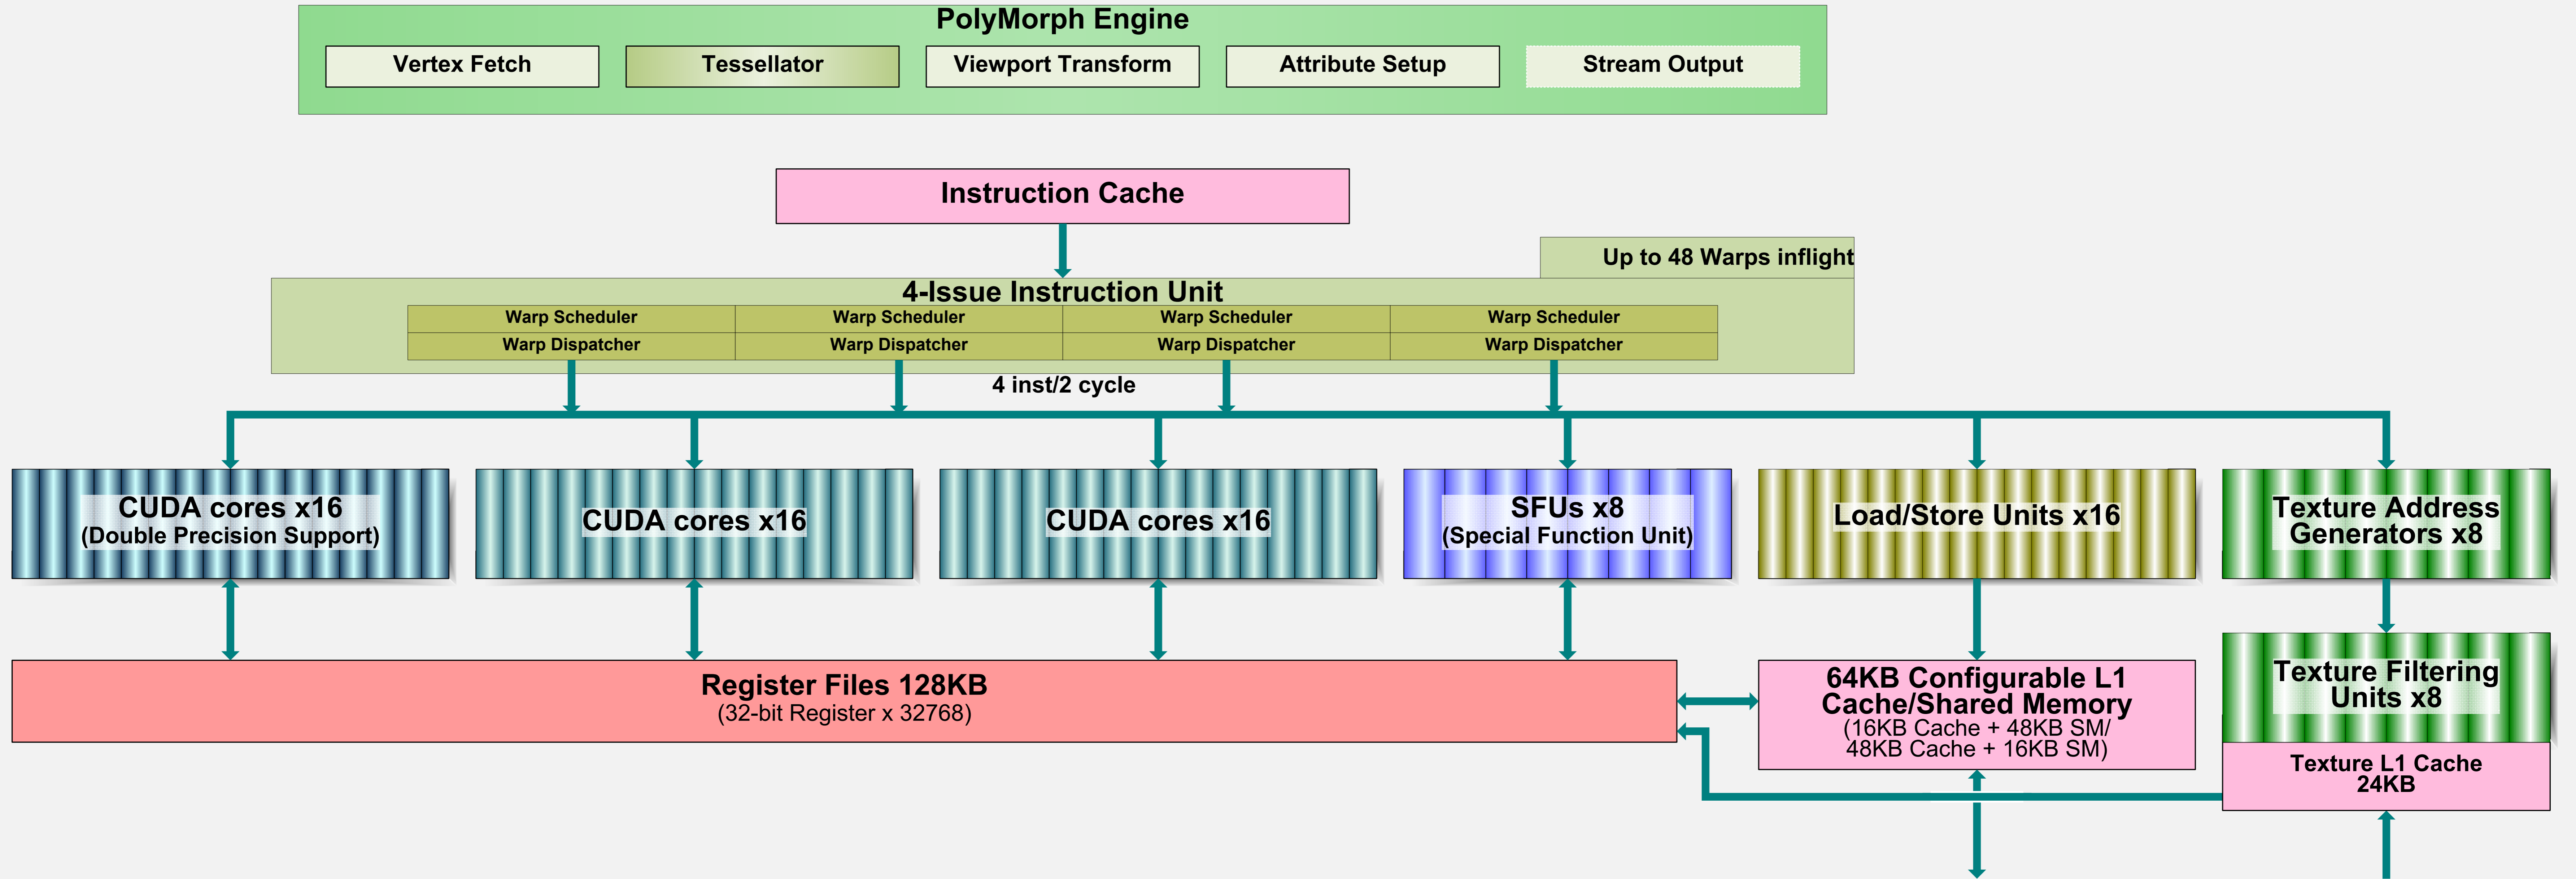 PolyMorph Engine
Vertex Fetch
Tessellator
Viewport Transform
Attribute Setup
Stream Output
Instruction Cache
Up to 48 Warps inflight
4-Issue Instruction Unit
Warp Scheduler
Warp Scheduler
Warp Scheduler
Warp Scheduler
Warp Dispatcher
Warp Dispatcher
Warp Dispatcher
Warp Dispatcher
4 inst/2 cycle
CUDA cores x16
(Double Precision Support)
CUDA cores x16
CUDA cores x16
SFUs x8
(Special Function Unit)
Load/Store Units x16
Texture Address
Generators x8
Register Files 128KB
(32-bit Register x 32768)
64KB Configurable L1
Cache/Shared Memory
(16KB Cache + 48KB SM/
48KB Cache + 16KB SM)
Texture Filtering
Units x8
Texture L1 Cache
24KB